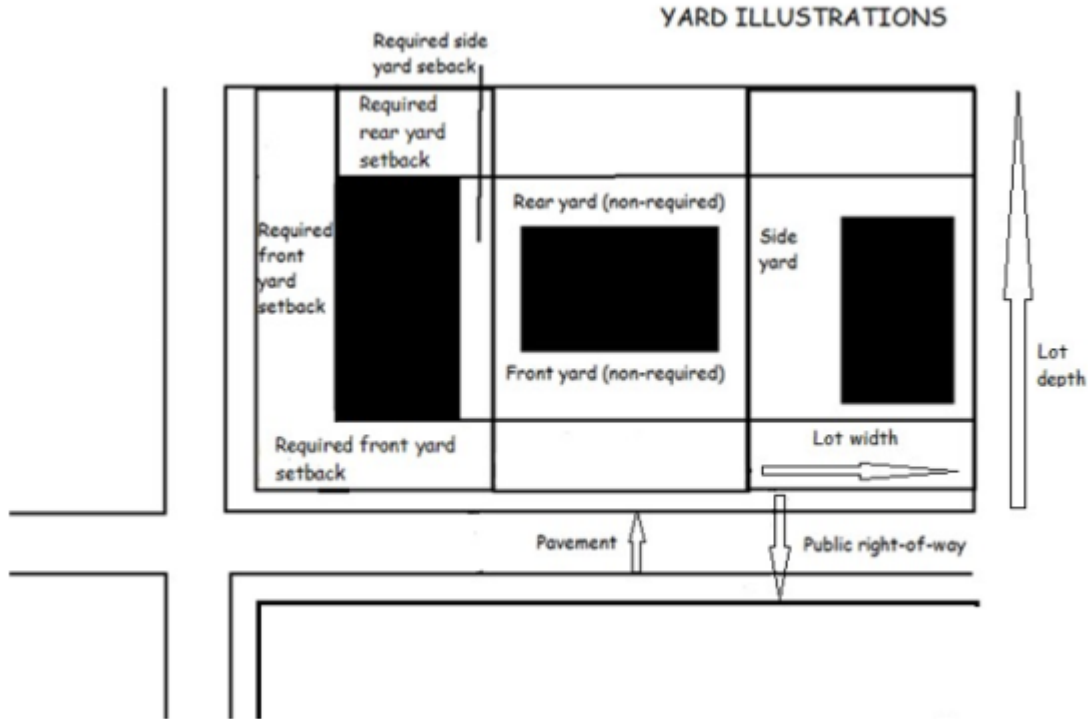 YARD ILLUSTRATIONS
Required side
yard seback
Required
rear yard
setback
Required
front
yard
setback
Rear yard (non-required)
Side
yard
Front yard (non-required)
Lot
depth
Required front yard
setback
Lot width
Pavement
Public right-of-way